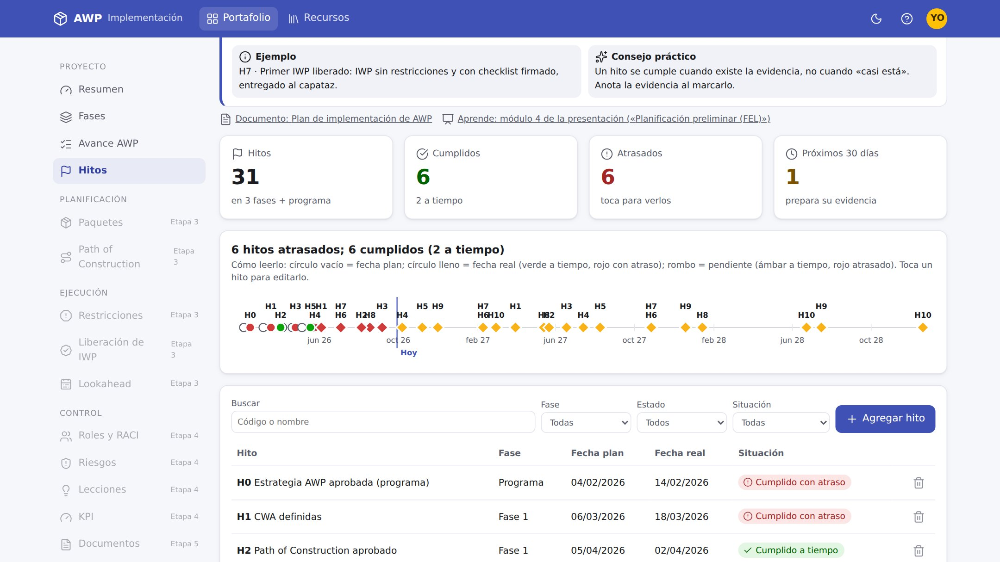 AWP Implementación
Portafolio
Recursos
YO
PROYECTO
Resumen
Fases
Avance AWP
Hitos
PLANIFICACIÓN
Paquetes Etapa 3
Path of Construction Etapa 3
EJECUCIÓN
Restricciones Etapa 3
Liberación de IWP Etapa 3
Lookahead Etapa 3
CONTROL
Roles y RACI Etapa 4
Riesgos Etapa 4
Lecciones Etapa 4
KPI Etapa 4
Documentos Etapa 5
Ejemplo
H7 · Primer IWP liberado: IWP sin restricciones y con checklist firmado,
entregado al capataz.
Consejo práctico
Un hito se cumple cuando existe la evidencia, no cuando «casi está».
Anota la evidencia al marcarlo.
Documento: Plan de implementación de AWP
Aprende: módulo 4 de la presentación («Planificación preliminar (FEL)»)
Hitos
31
en 3 fases + programa
Cumplidos
6
2 a tiempo
Atrasados
6
toca para verlos
Próximos 30 días
1
prepara su evidencia
6 hitos atrasados; 6 cumplidos (2 a tiempo)
Cómo leerlo: círculo vacío = fecha plan; círculo lleno = fecha real (verde a tiempo, rojo con atraso); rombo = pendiente (ámbar a tiempo, rojo atrasado). Toca un
hito para editarlo.
H1 H3 H5 H1 H7 H3 H5 H9 H7 H1 H3 H5 H7 H9 H9
H0 H2 H4 H6 H2 H8 H4 H6 H10 H2 H4 H6 H8 H10 H10
jun 26 oct 26 feb 27 jun 27 oct 27 feb 28 jun 28 oct 28
Hoy
Buscar
Código o nombre
Fase
Todas
Estado
Todos
Situación
Todas
Agregar hito
Hito Fase Fecha plan Fecha real Situación
H0 Estrategia AWP aprobada (programa) Programa 04/02/2026 14/02/2026 Cumplido con atraso
H1 CWA definidas Fase 1 06/03/2026 18/03/2026 Cumplido con atraso
H2 Path of Construction aprobado Fase 1 05/04/2026 02/04/2026 Cumplido a tiempo